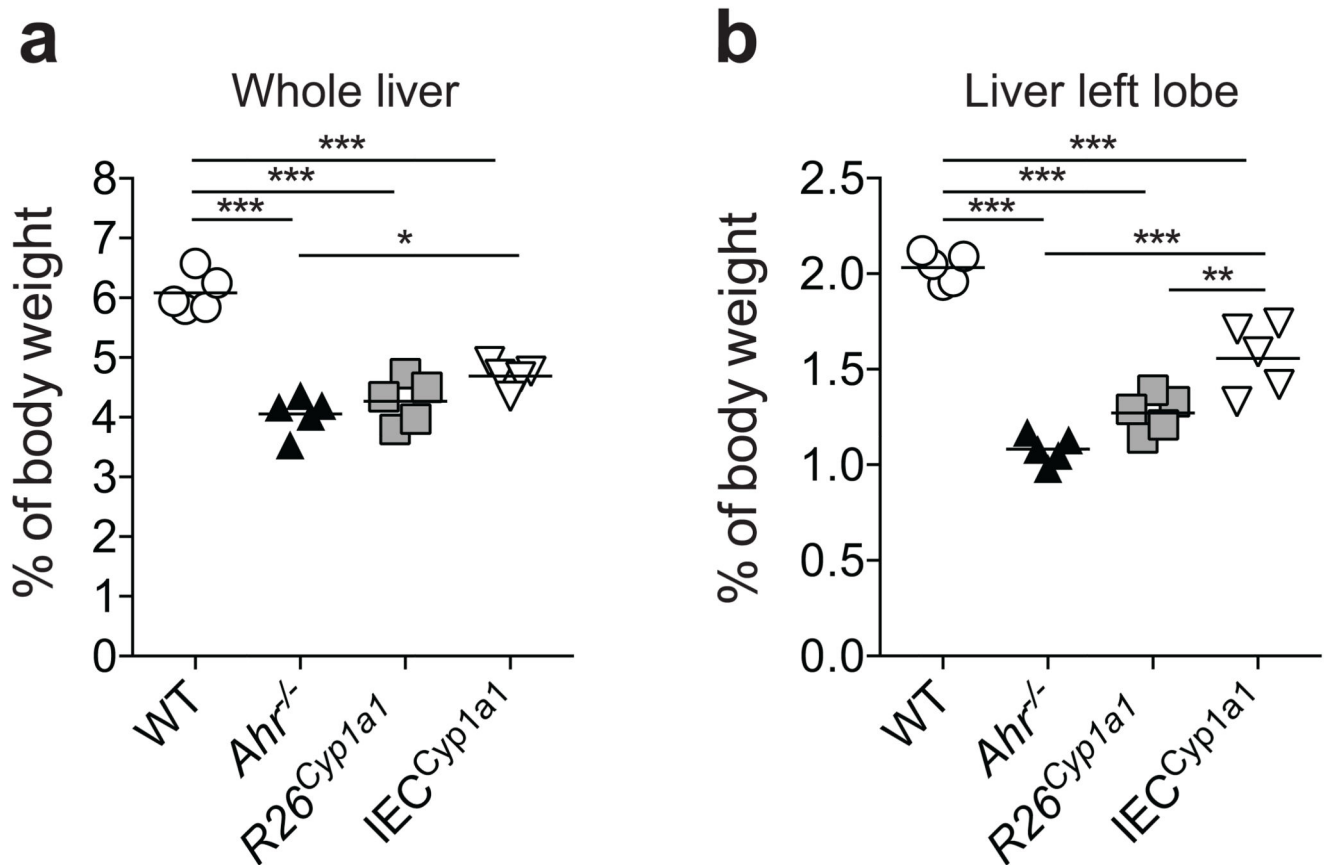 a
Whole liver
% of body weight
***
***
***
*
8
7
6
5
4
3
2
1
0
WT
Ahr-/-
R26Cyp1a1
IECCyp1a1
b
Liver left lobe
% of body weight
***
***
***
***
**
2.5
2.0
1.5
1.0
0.5
0.0
WT
Ahr-/-
R26Cyp1a1
IECCyp1a1